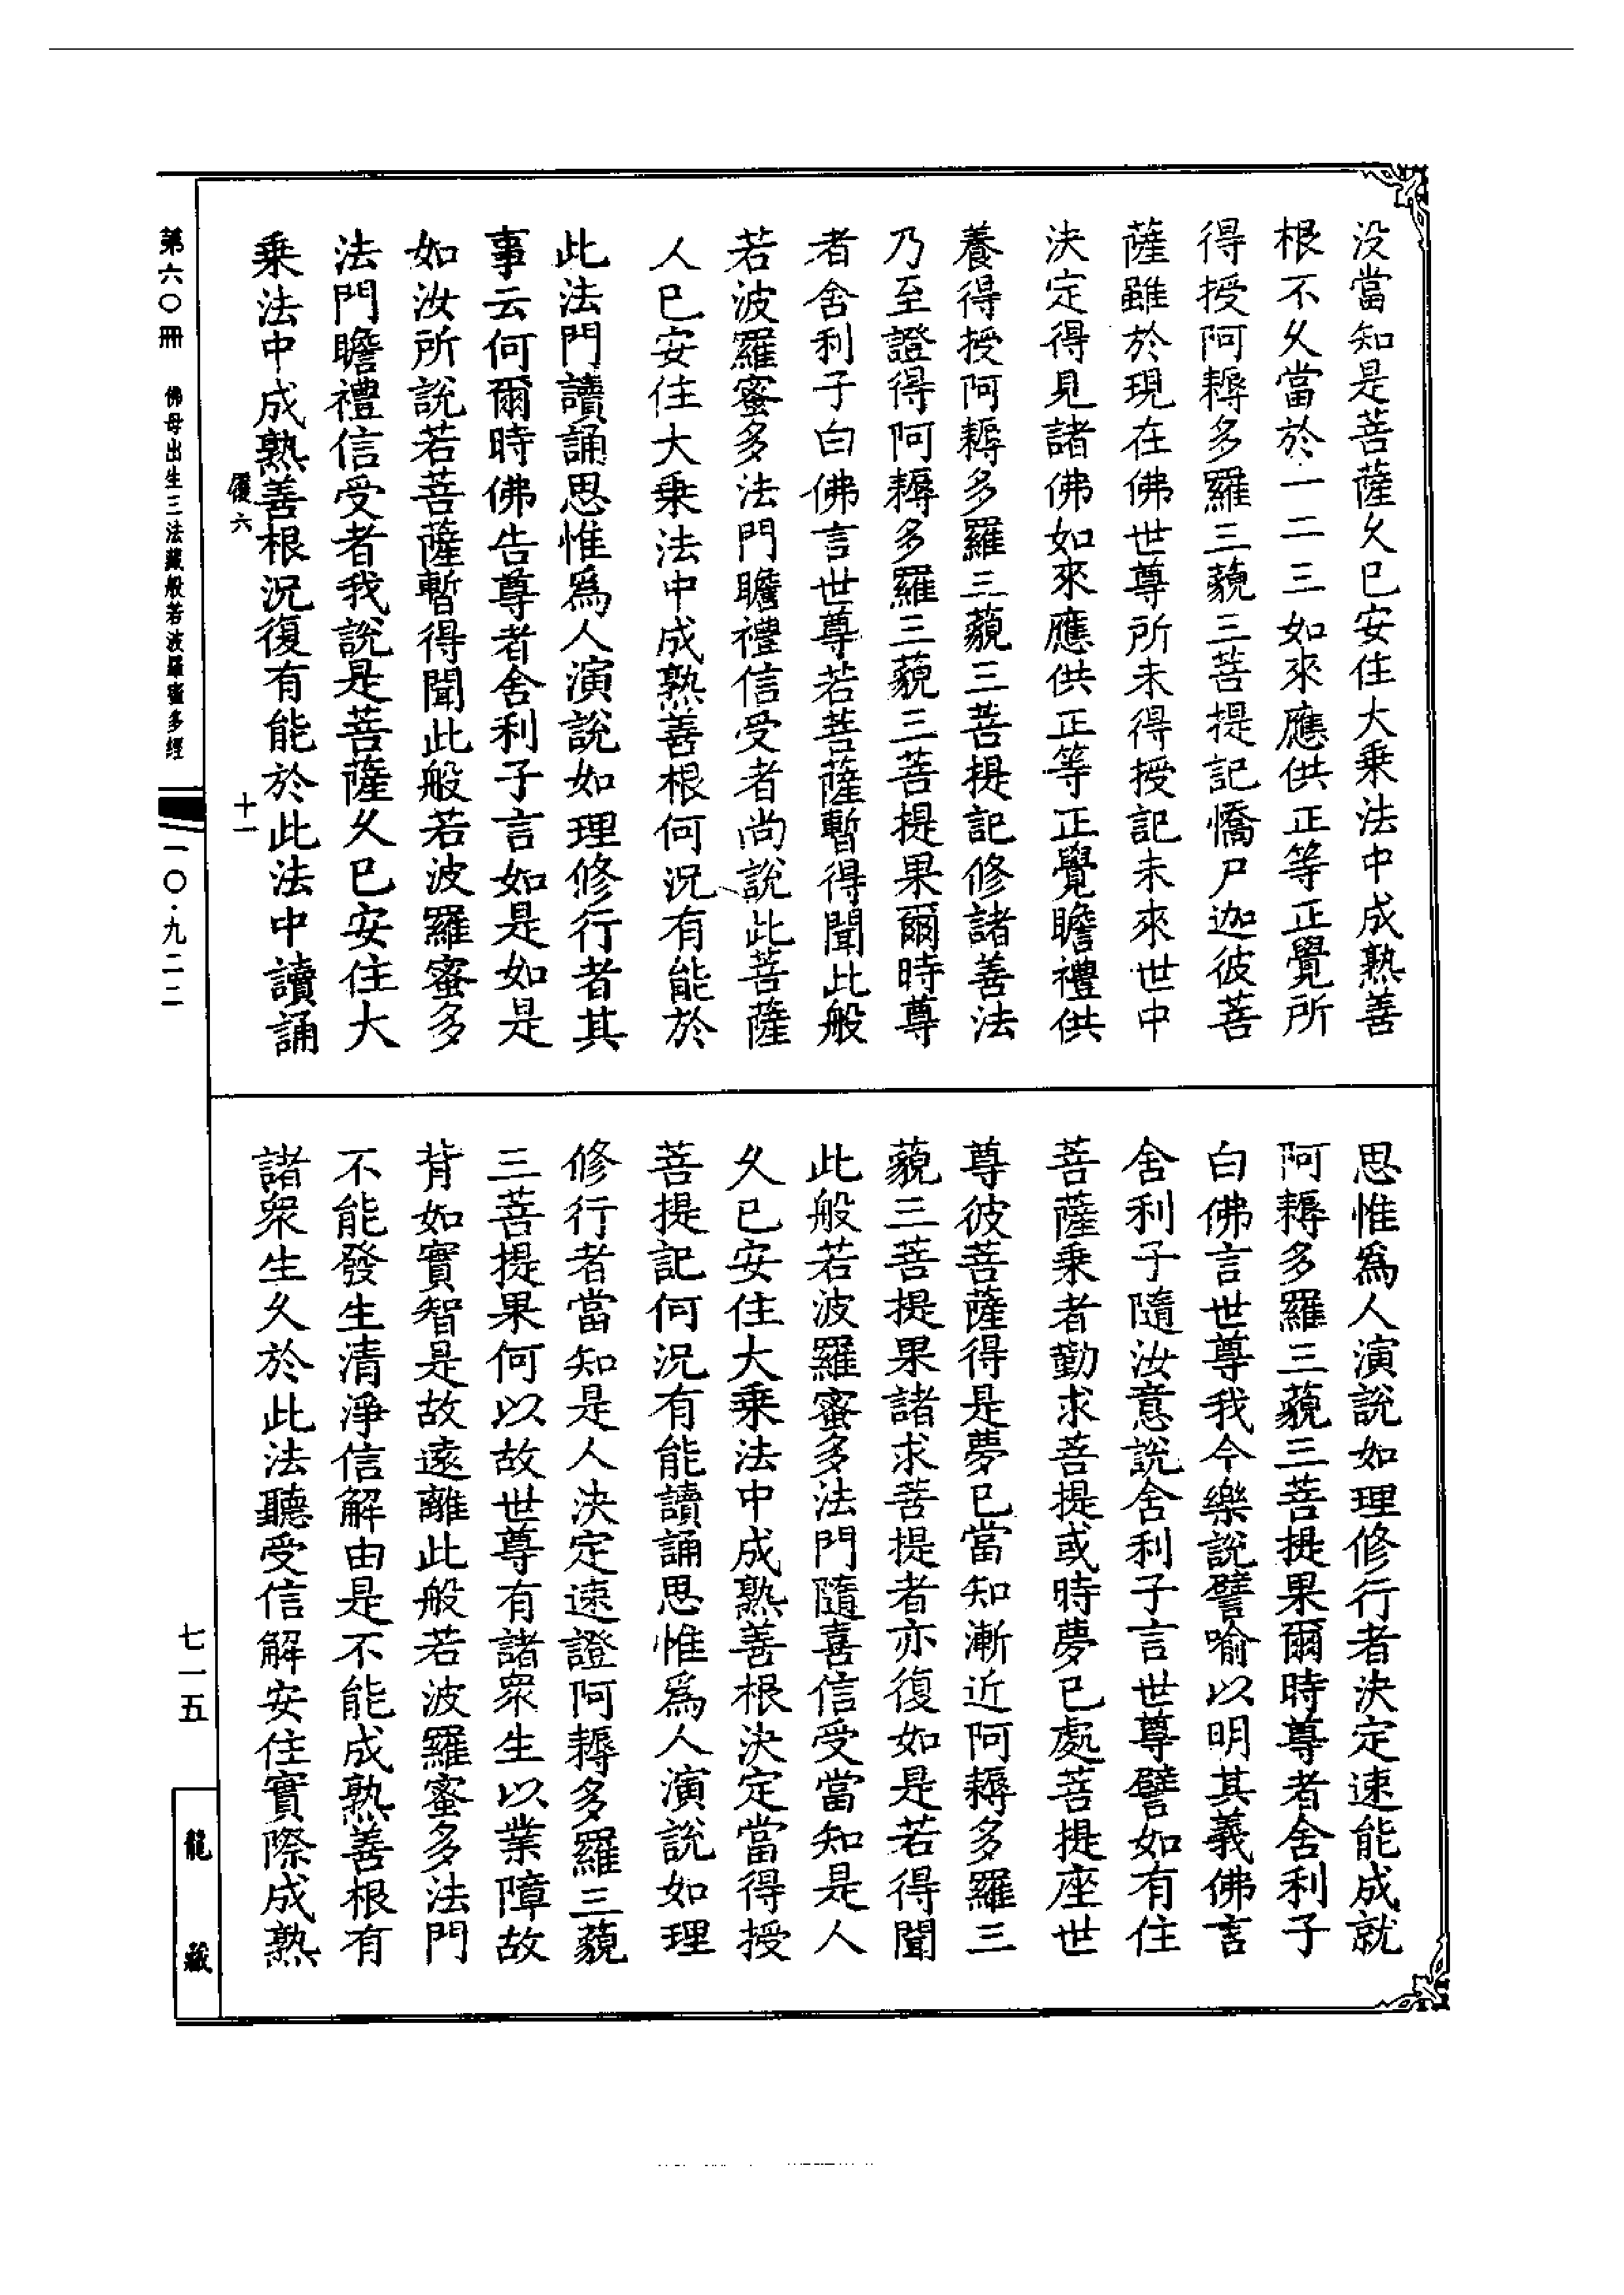 没當知是菩薩久已安住大乗法中成熟善
根不久當於一二三如來應供正等正覺所
得授阿耨多羅三藐三菩提記憍尸迦彼菩
薩雖於現在佛世尊所未得授記未來世中
決定得見諸佛如來應供正等正覺瞻禮供
養得授阿耨多羅三藐三菩提記修諸善法
乃至證得阿耨多羅三藐三菩提果爾時尊
者舍利子白佛言世尊若菩薩暫得聞此般
若波羅蜜多法門瞻禮信受者尚說此菩薩
人已安住大乗法中成熟善根何況有能於
此法門讀誦思惟爲人演說如理修行者其
事云何爾時佛告尊者舍利子言如是如是
如汝所說若菩薩暫得聞此般若波羅蜜多
法門瞻禮信受者我說是菩薩久已安住大
乗法中成熟善根況復有能於此法中讀誦
思惟爲人演說如理修行者決定速能成就
阿耨多羅三藐三菩提果爾時尊者舍利子
白佛言世尊我今樂說譬喻以明其義佛言
舍利子隨汝意說舍利子言世尊譬如有住
菩薩乗者勤求菩提或時夢已處菩提座世
尊彼菩薩得是夢已當知漸近阿耨多羅三
藐三菩提果諸求菩提者亦復如是若得聞
此般若波羅蜜多法門隨喜信受當知是人
久已安住大乗法中成熟善根決定當得授
菩提記何況有能讀誦思惟爲人演說如理
修行者當知是人決定速證阿耨多羅三藐
三菩提果何以故世尊有諸眾生以業障故
背如實智是故遠離此般若波羅蜜多法門
不能發生清淨信解由是不能成熟善根有
諸眾生久於此法聽受信解安住實際成熟
履六
十一
第六〇冊 佛母出生三法藏般若波羅蜜多經
一〇·九二二
七一五
龍藏